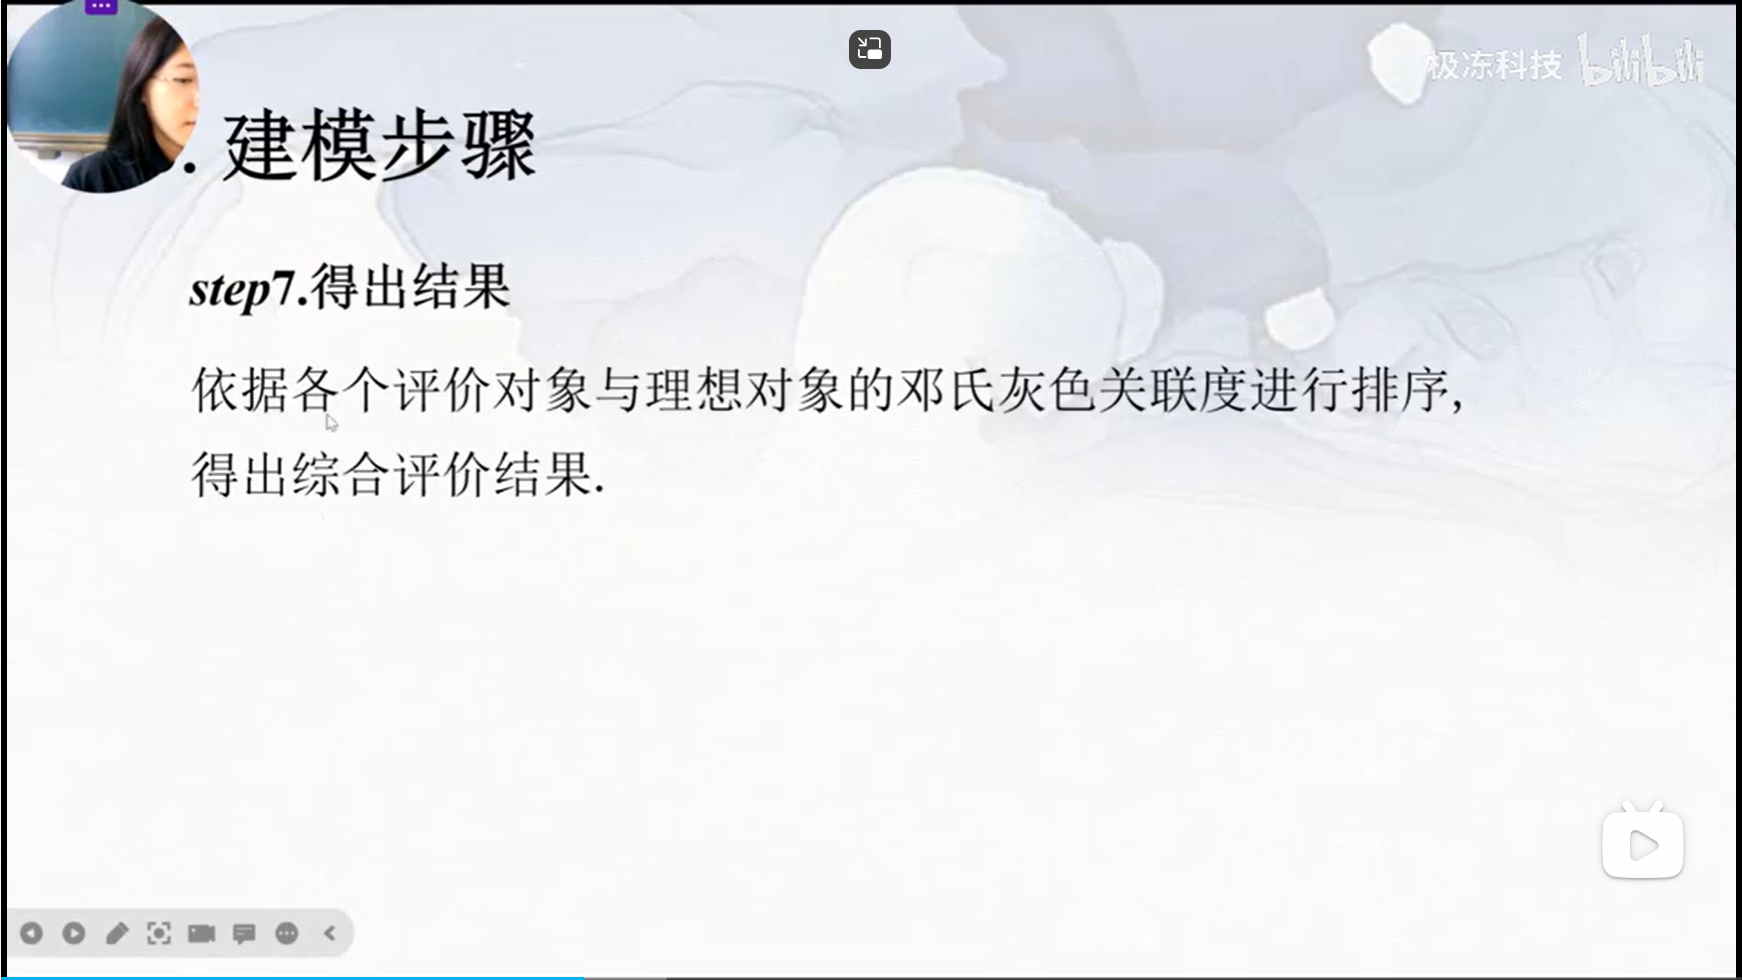 极冻科技 bilibili
. 建模步骤
step7.得出结果
依据各个评价对象与理想对象的邓氏灰色关联度进行排序,
得出综合评价结果.